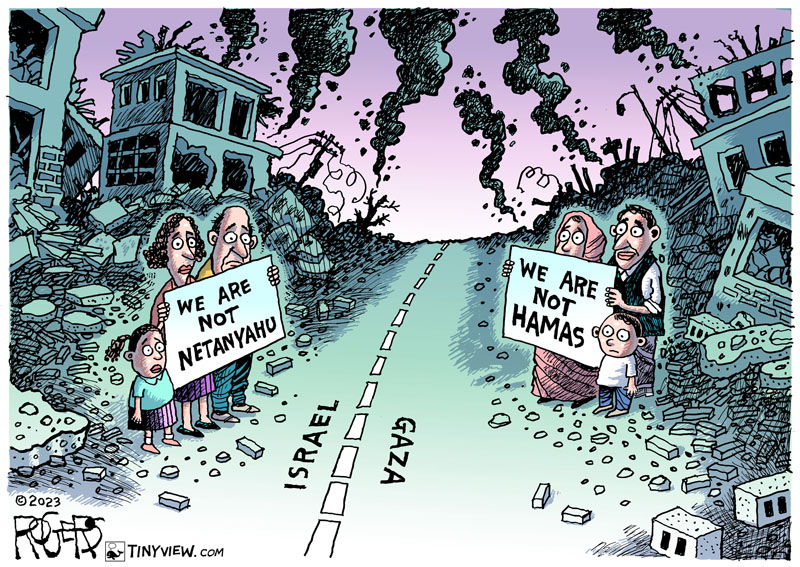 WE ARE
NOT
NETANYAHU
WE ARE
NOT
HAMAS
ISRAEL
GAZA
©2023
ROGERS
TINYVIEW.COM